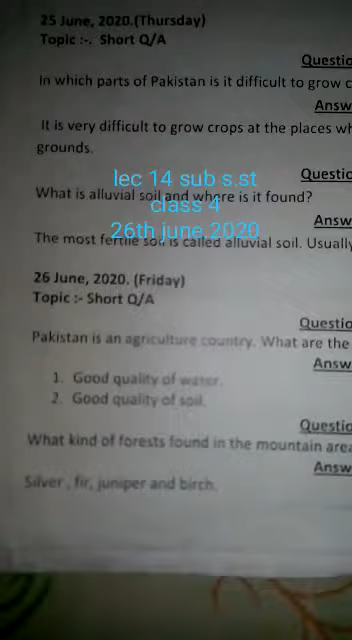 25 June, 2020.(Thursday)
Topic :-. Short Q/A
Questio
In which parts of Pakistan is it difficult to grow c
Answ
It is very difficult to grow crops at the places wh
grounds.
Questio
What is alluvial soil and where is it found?
Answ
The most fertile soil is called alluvial soil. Usually
lec 14 sub s.st
class 4
26th june 2020
26 June, 2020. (Friday)
Topic :- Short Q/A
Questio
Pakistan is an agriculture country. What are the
Answ
1. Good quality of water.
2. Good quality of soil.
Questio
What kind of forests found in the mountain area
Answ
Silver , fir, juniper and birch.